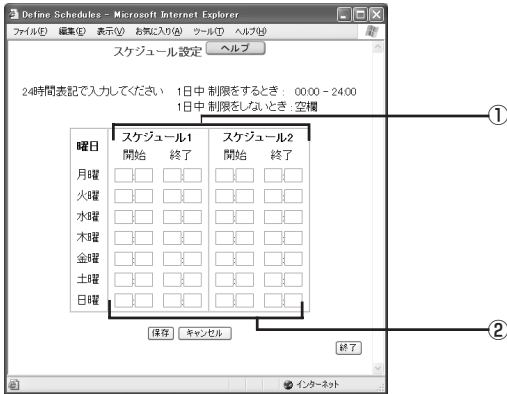 Define Schedules - Microsoft Internet Explorer
ファイル(F) 編集(E) 表示(V) お気に入り(A) ツール(T) ヘルプ(H)
スケジュール設定 ヘルプ
24時間表記で入力してください 1日中 制限をするとき: 00:00 - 24:00
1日中 制限をしないとき:空欄
①
曜日 スケジュール1 スケジュール2
開始 終了 開始 終了
月曜 : : : :
火曜 : : : :
水曜 : : : :
木曜 : : : :
金曜 : : : :
土曜 : : : :
日曜 : : : :
②
保存 キャンセル
終了
インターネット